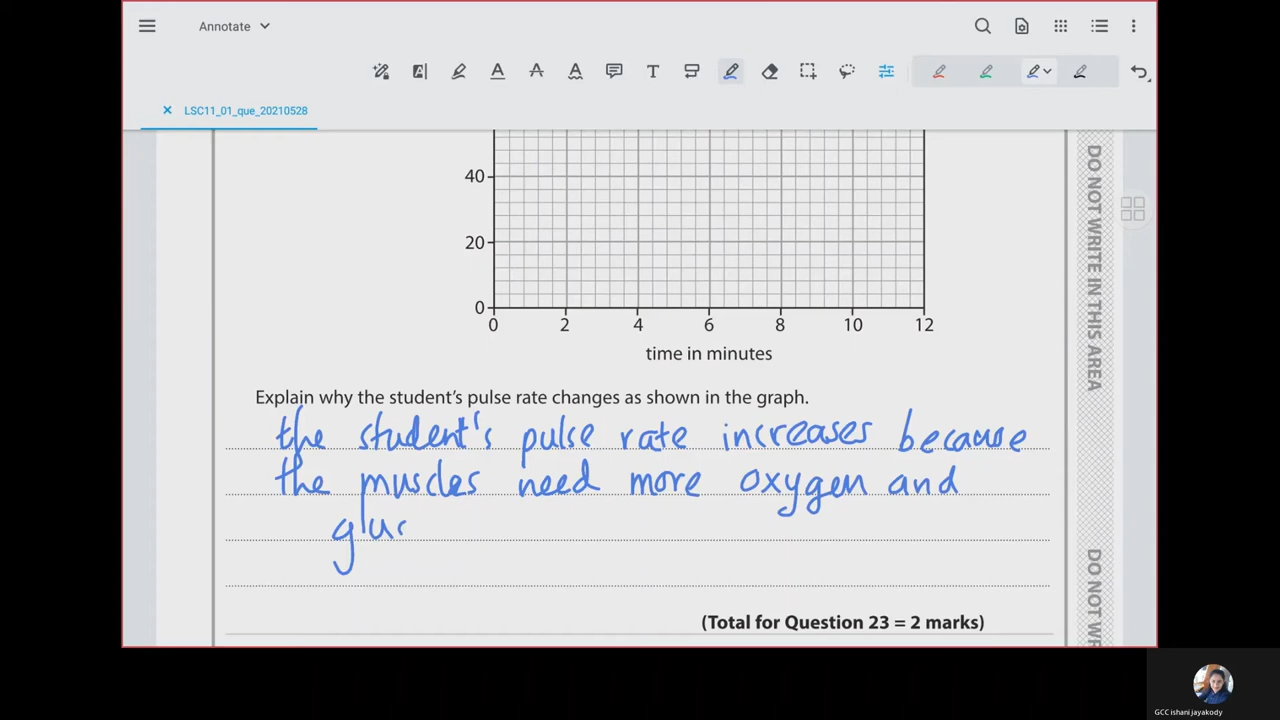 Annotate
T
LSC11_01_que_20210528
40
20
0
0 2 4 6 8 10 12
time in minutes
Explain why the student's pulse rate changes as shown in the graph.
the student's pulse rate increases because
the muscles need more oxygen and
gluc
(Total for Question 23 = 2 marks)
DO NOT WRITE IN THIS AREA
DO NOT WR
GCC ishani jayakody